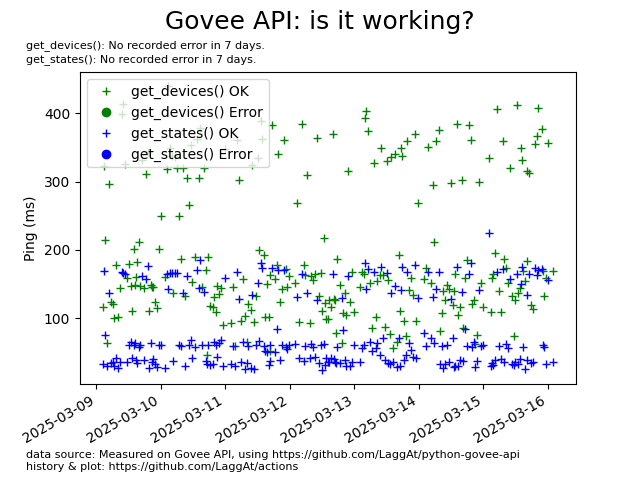 Govee API: is it working?
get_devices(): No recorded error in 7 days.
get_states(): No recorded error in 7 days.
get_devices() OK
get_devices() Error
get_states() OK
get_states() Error
400
300
200
100
Ping (ms)
2025-03-09
2025-03-10
2025-03-11
2025-03-12
2025-03-13
2025-03-14
2025-03-15
2025-03-16
data source: Measured on Govee API, using https://github.com/LaggAt/python-govee-api
history & plot: https://github.com/LaggAt/actions